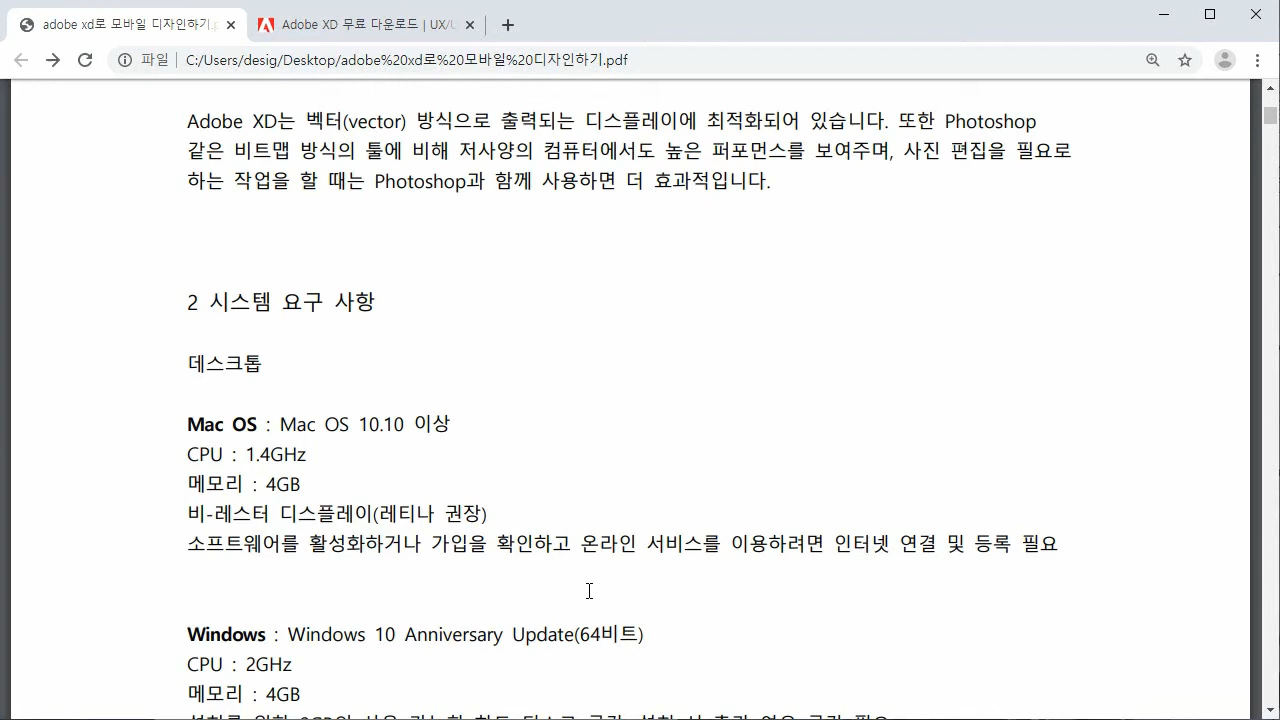 adobe xd로 모바일 디자인하기.p
Adobe XD 무료 다운로드 | UX/U
파일
C:/Users/desig/Desktop/adobe%20xd로%20모바일%20디자인하기.pdf
Adobe XD는 벡터(vector) 방식으로 출력되는 디스플레이에 최적화되어 있습니다. 또한 Photoshop
같은 비트맵 방식의 툴에 비해 저사양의 컴퓨터에서도 높은 퍼포먼스를 보여주며, 사진 편집을 필요로
하는 작업을 할 때는 Photoshop과 함께 사용하면 더 효과적입니다.
2 시스템 요구 사항
데스크톱
Mac OS : Mac OS 10.10 이상
CPU : 1.4GHz
메모리 : 4GB
비-레스터 디스플레이(레티나 권장)
소프트웨어를 활성화하거나 가입을 확인하고 온라인 서비스를 이용하려면 인터넷 연결 및 등록 필요
Windows : Windows 10 Anniversary Update(64비트)
CPU : 2GHz
메모리 : 4GB